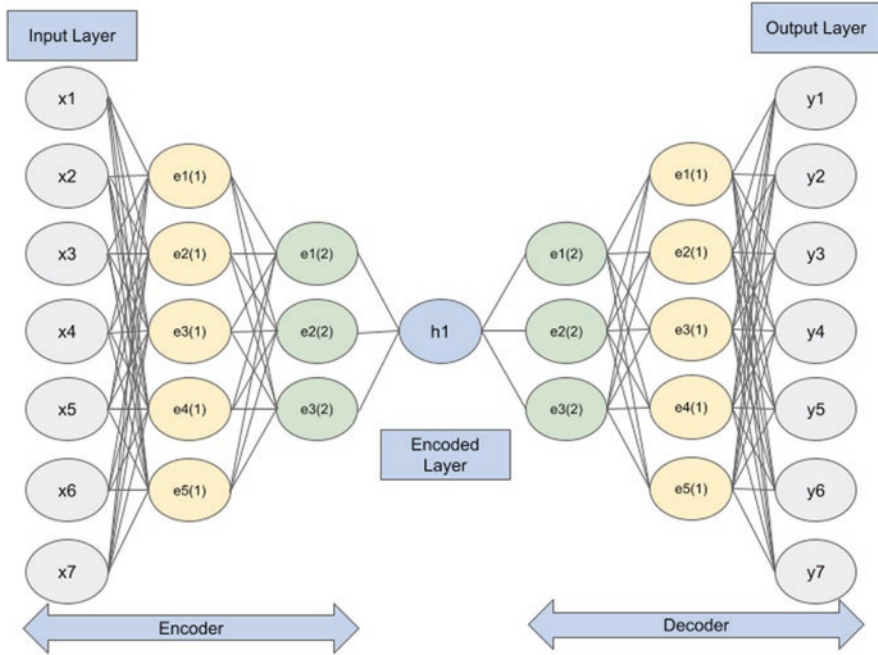 Input Layer
Output Layer
x1
y1
x2
e1(1)
e1(1)
y2
x3
e2(1)
e1(2)
e1(2)
e2(1)
y3
x4
e3(1)
e2(2)
h1
e2(2)
e3(1)
y4
x5
e4(1)
e3(2)
e3(2)
e4(1)
y5
Encoded
Layer
x6
e5(1)
e5(1)
y6
x7
y7
Encoder
Decoder